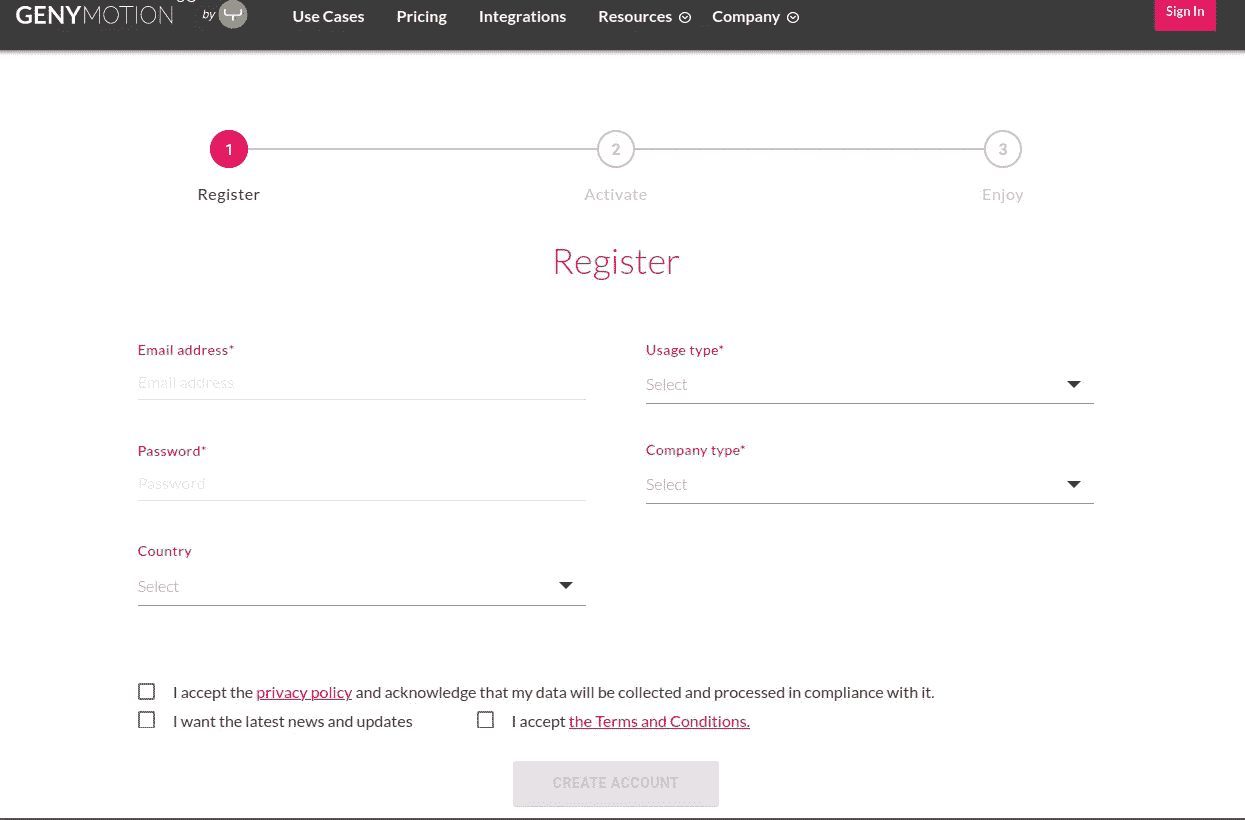 GENYMOTION by Use Cases Pricing Integrations Resources Company Sign In
1 2 3
Register Activate Enjoy
Register
Email address* Usage type*
Email address Select
Password* Company type*
Password Select
Country
Select
I accept the privacy policy and acknowledge that my data will be collected and processed in compliance with it.
I want the latest news and updates I accept the Terms and Conditions.
CREATE ACCOUNT